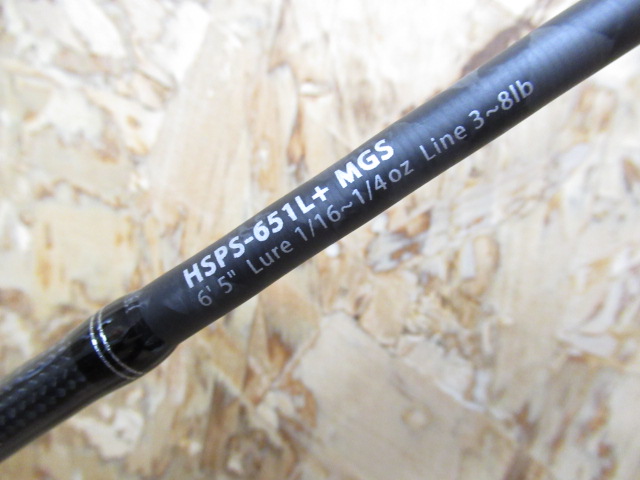 HSPS-651L+ MGS
6' 5" Lure 1/16~1/4oz Line 3~8lb